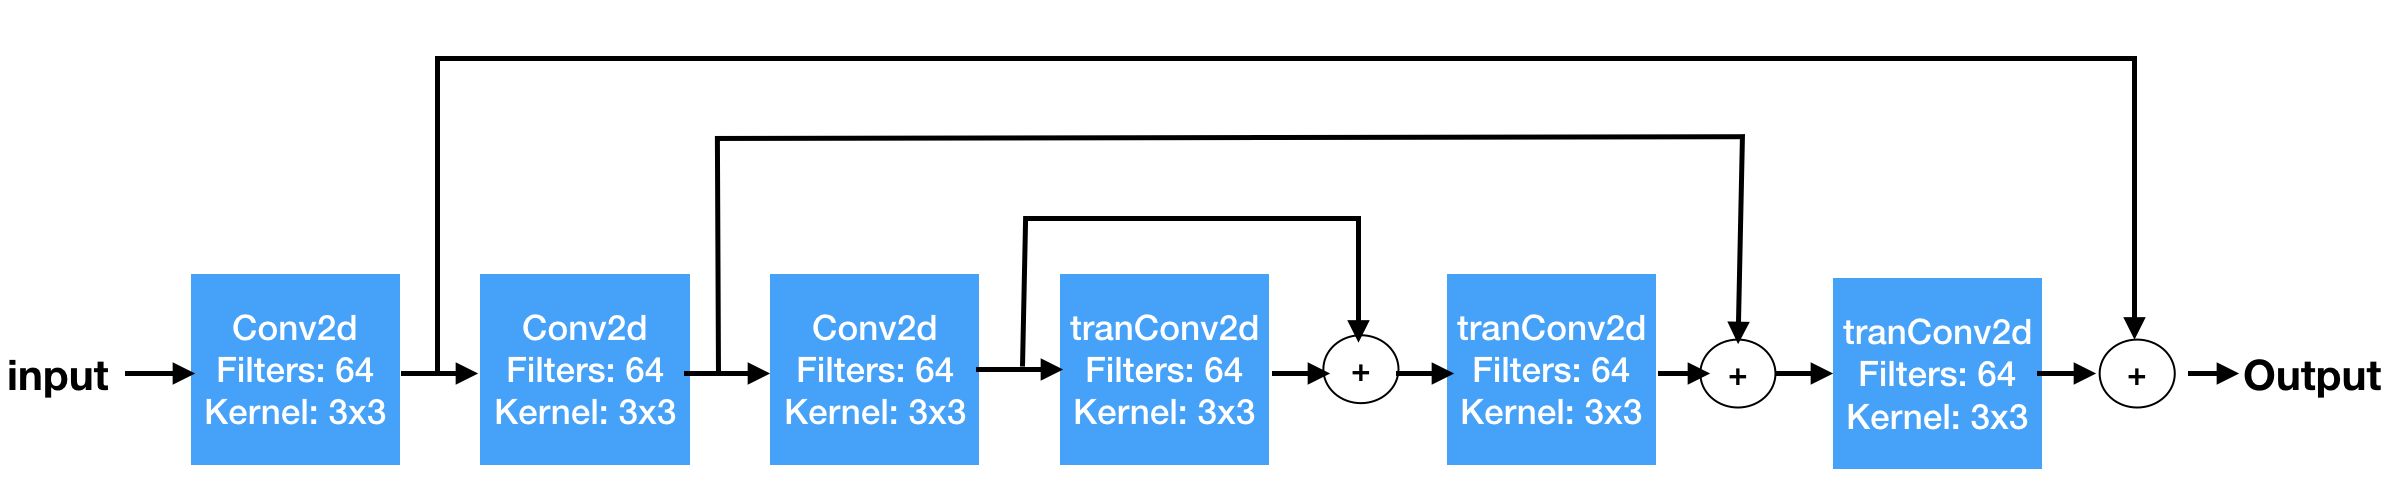 input
Conv2d
Filters: 64
Kernel: 3x3
Conv2d
Filters: 64
Kernel: 3x3
Conv2d
Filters: 64
Kernel: 3x3
tranConv2d
Filters: 64
Kernel: 3x3
+
tranConv2d
Filters: 64
Kernel: 3x3
+
tranConv2d
Filters: 64
Kernel: 3x3
+
Output